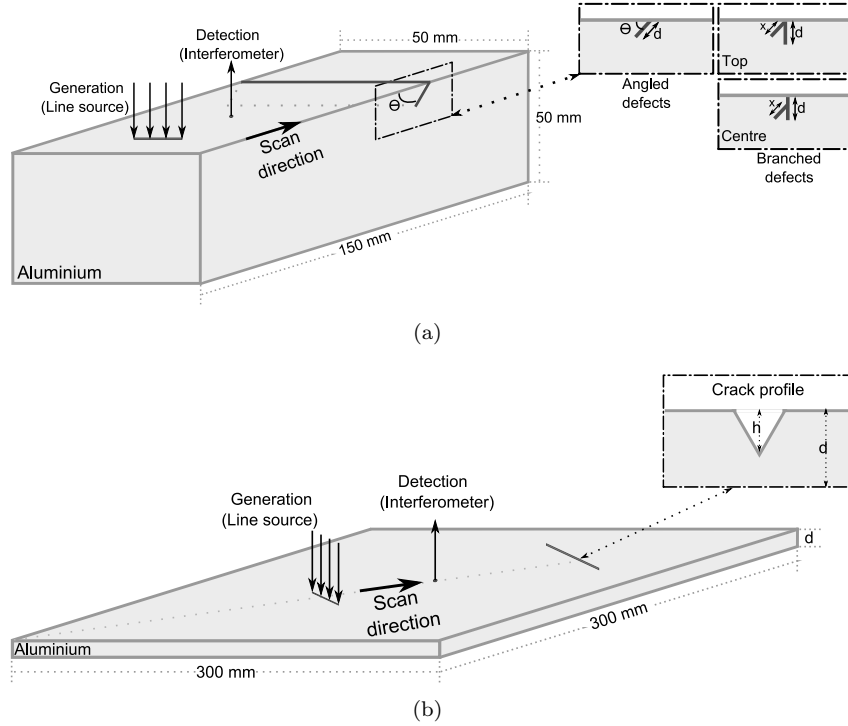 50 mm
Detection
(Interferometer)
Generation
(Line source)
Θ
Scan
direction
50 mm
150 mm
Aluminium
Θ
d
Angled
defects
x
d
Top
x
d
Centre
Branched
defects
(a)
Crack profile
h
d
Detection
(Interferometer)
Generation
(Line source)
Scan
direction
d
Aluminium
300 mm
300 mm
(b)